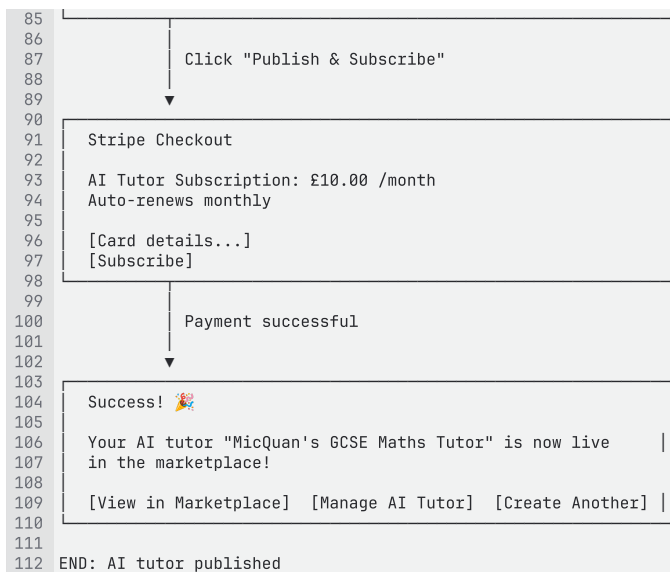 85
86
87 Click "Publish & Subscribe"
88
89 ▼
90
91 Stripe Checkout
92
93 AI Tutor Subscription: £10.00 /month
94 Auto-renews monthly
95
96 [Card details...]
97 [Subscribe]
98
99
100 Payment successful
101
102 ▼
103
104 Success! 🎉
105
106 Your AI tutor "MicQuan's GCSE Maths Tutor" is now live
107 in the marketplace!
108
109 [View in Marketplace] [Manage AI Tutor] [Create Another]
110
111
112 END: AI tutor published